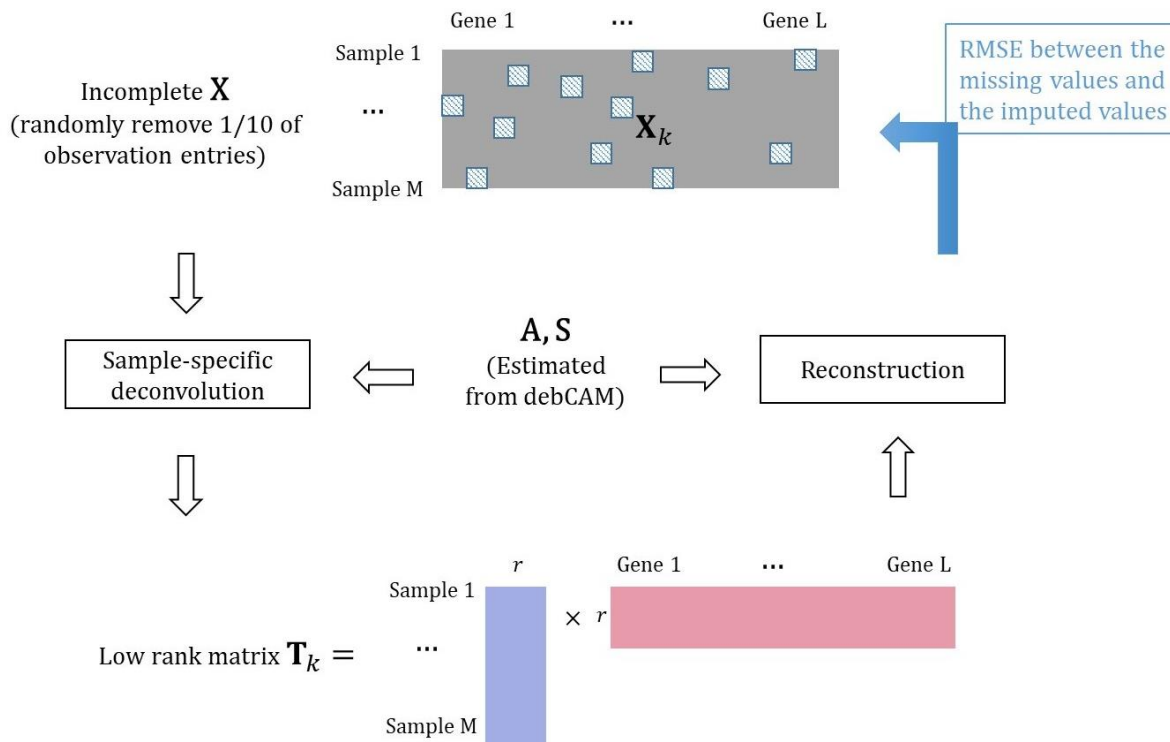 Gene 1 ... Gene L
Sample 1
Incomplete X
(randomly remove 1/10 of
observation entries)
...
X_k
Sample M
RMSE between the
missing values and
the imputed values
Sample-specific
deconvolution
A, S
(Estimated
from debCAM)
Reconstruction
r
Gene 1 ... Gene L
Sample 1
× r
...
Low rank matrix T_k =
Sample M